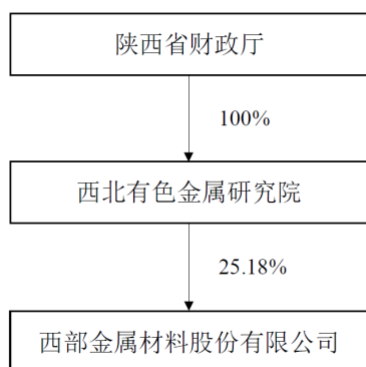 陕西省财政厅
100%
西北有色金属研究院
25.18%
西部金属材料股份有限公司